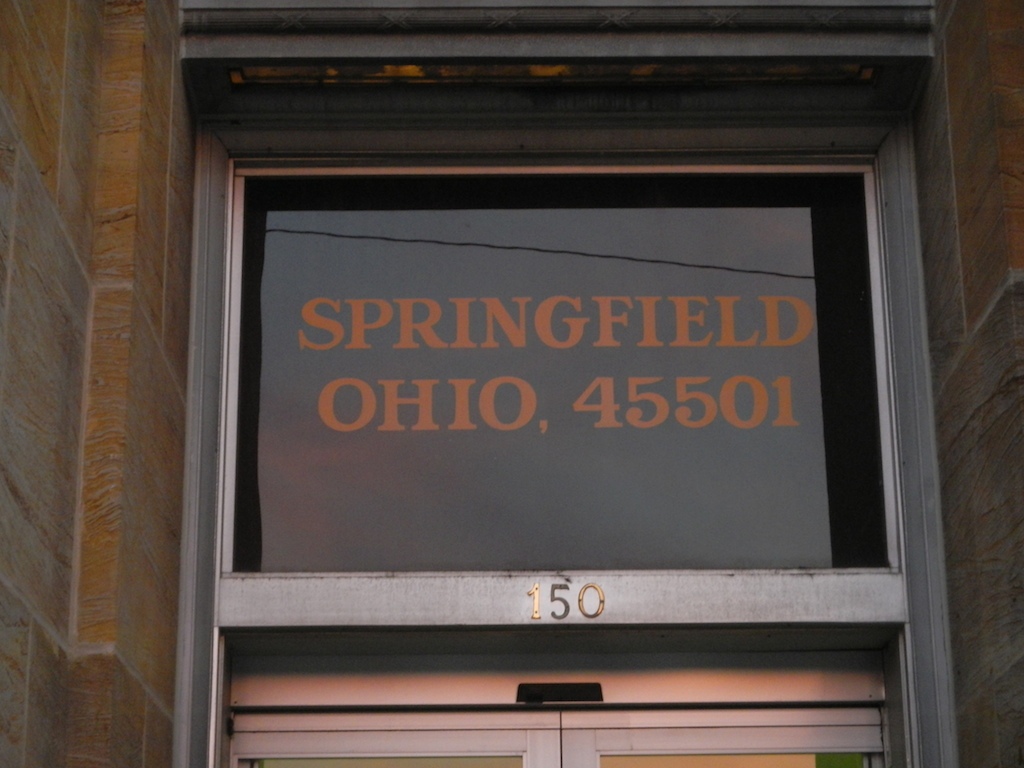 SPRINGFIELD
OHIO, 45501
150